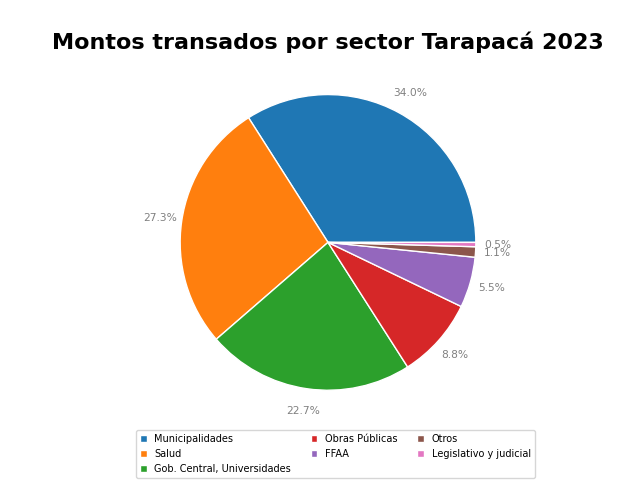 Montos transados por sector Tarapacá 2023
34.0%
27.3%
0.5%
1.1%
5.5%
8.8%
22.7%
Municipalidades
Salud
Gob. Central, Universidades
Obras Públicas
FFAA
Otros
Legislativo y judicial